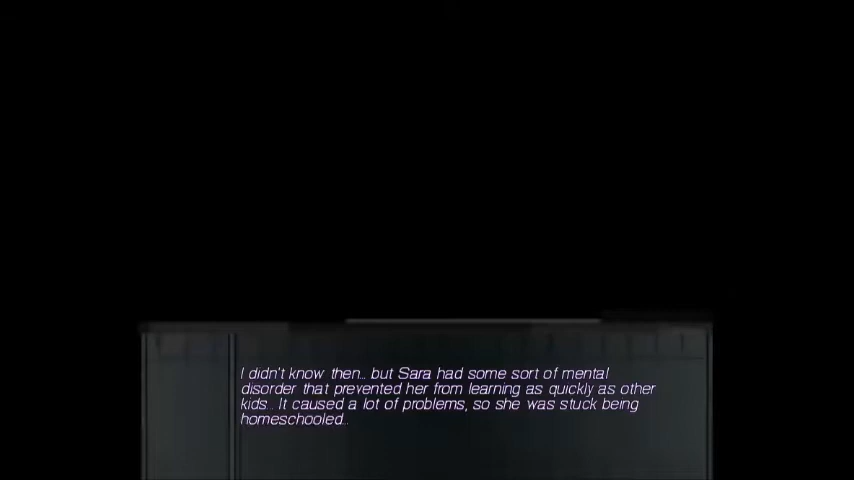 I didn't know then... but Sara had some sort of mental
disorder that prevented her from learning as quickly as other
kids... It caused a lot of problems, so she was stuck being
homeschooled...